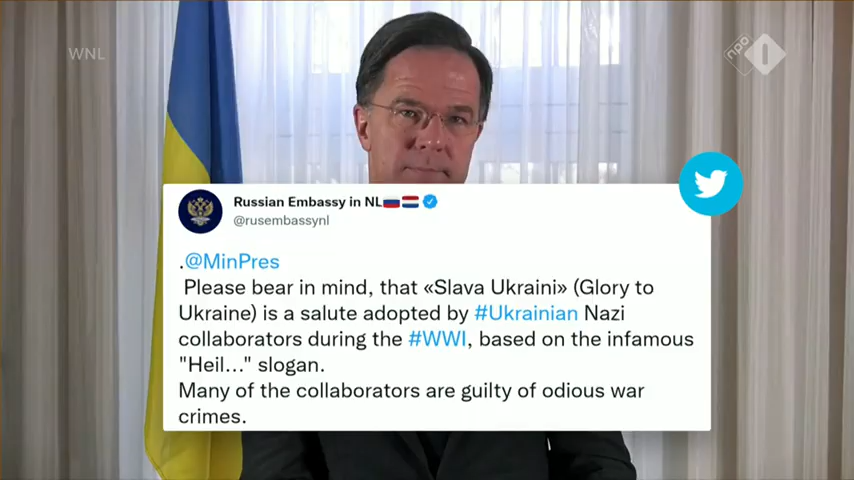 WNL
npo 1
Russian Embassy in NL
@rusembassynl
.@MinPres
Please bear in mind, that «Slava Ukraini» (Glory to
Ukraine) is a salute adopted by #Ukrainian Nazi
collaborators during the #WWI, based on the infamous
"Heil..." slogan.
Many of the collaborators are guilty of odious war
crimes.